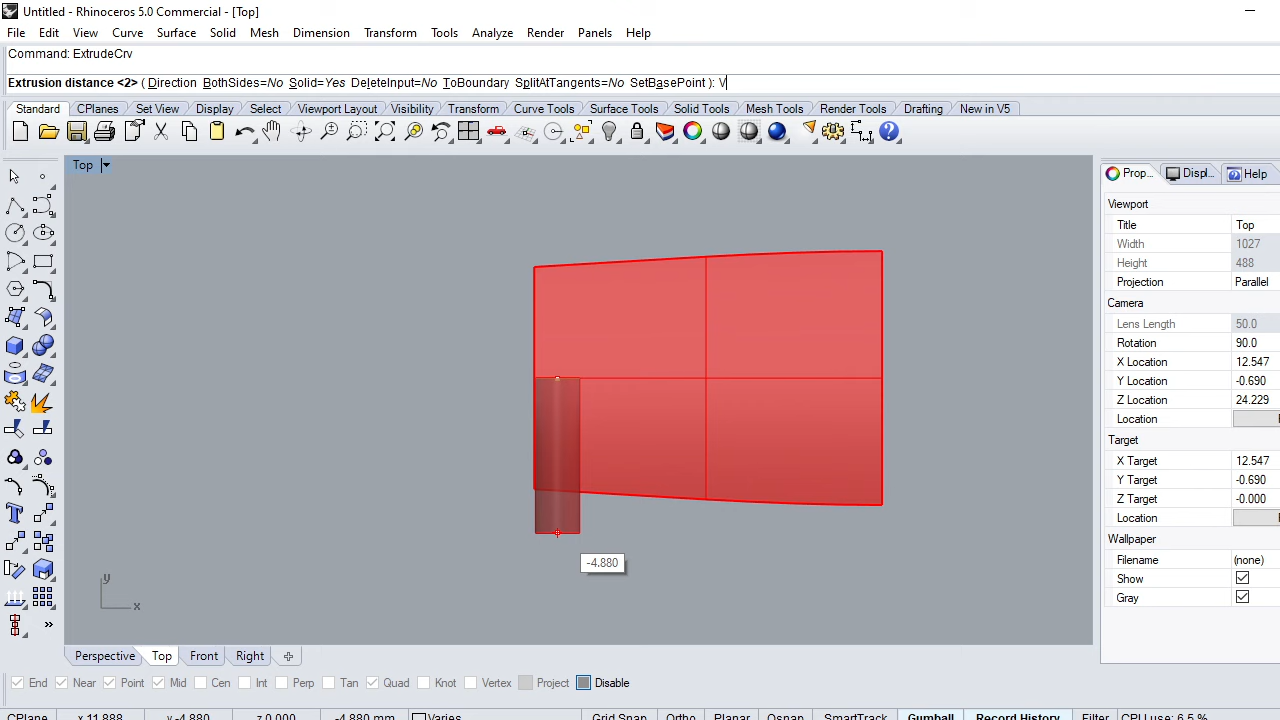 Untitled - Rhinoceros 5.0 Commercial - [Top]
File Edit View Curve Surface Solid Mesh Dimension Transform Tools Analyze Render Panels Help
Command: ExtrudeCrv
Extrusion distance <2> ( Direction BothSides=No Solid=Yes DeleteInput=No ToBoundary SplitAtTangents=No SetBasePoint ): V
Standard CPlanes Set View Display Select Viewport Layout Visibility Transform Curve Tools Surface Tools Solid Tools Mesh Tools Render Tools Drafting New in V5
Top
Prop... Displ... Help
Viewport
Title Top
Width 1027
Height 488
Projection Parallel
Camera
Lens Length 50.0
Rotation 90.0
X Location 12.547
Y Location -0.690
Z Location 24.229
Location
Target
X Target 12.547
Y Target -0.690
Z Target -0.000
Location
Wallpaper
Filename (none)
Show
Gray
-4.880
y
x
Perspective Top Front Right
End Near Point Mid Cen Int Perp Tan Quad Knot Vertex Project Disable
CPlane x 11.888 y -4.880 z 0.000 -4.880 mm Varies Grid Snap Ortho Planar Osnap SmartTrack Gumball Record History Filter CPU use: 6.5 %